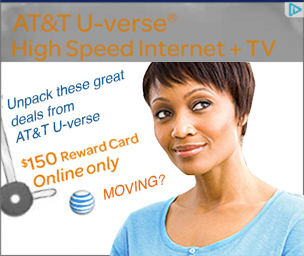 AT&T U-verse®
High Speed Internet + TV
Unpack these great
deals from
AT&T U-verse
$150 Reward Card
Online only
MOVING?